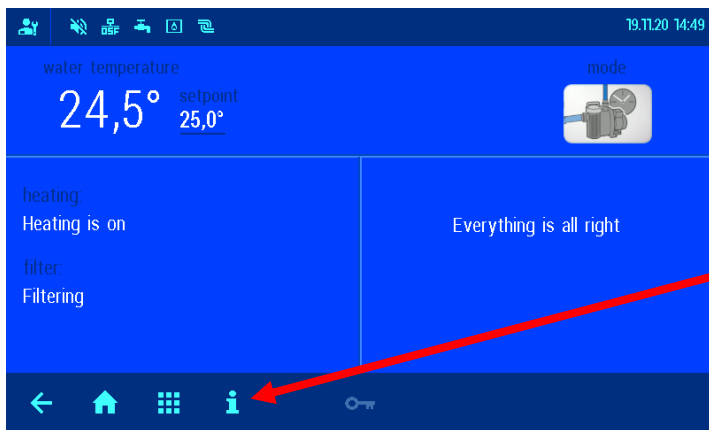 OSF
19.11.20 14:49
water temperature
mode
24,5°
setpoint
25,0°
heating:
Heating is on
Everything is all right
filter:
Filtering
i